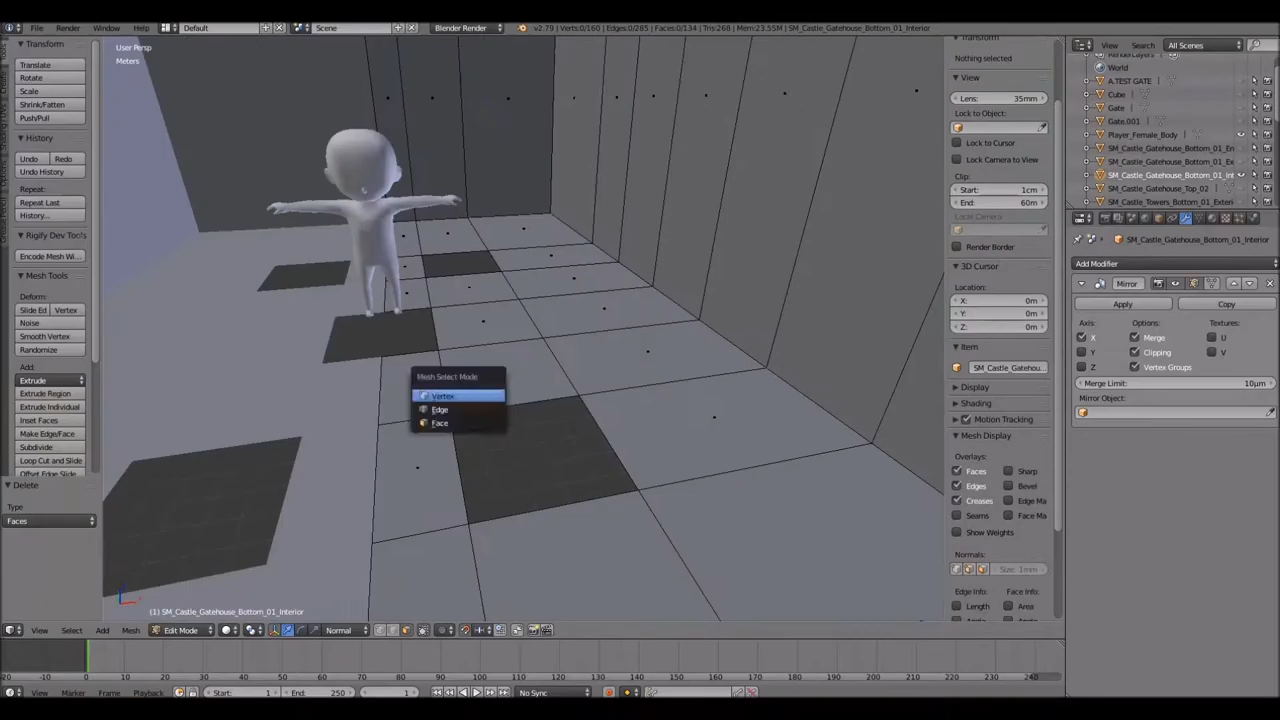 File Render Window Help Default Scene Blender Render v2.79 | Verts:0/160 | Edges:0/285 | Faces:0/134 | Tris:268 | Mem:23.55M | SM_Castle_Gatehouse_Bottom_01_Interior
Transform
Translate
Rotate
Scale
Shrink/Fatten
Push/Pull
History
Undo Redo
Undo History
Repeat:
Repeat Last
History...
Rigify Dev Tools
Encode Mesh Wi...
Mesh Tools
Deform:
Slide Ed Vertex
Noise
Smooth Vertex
Randomize
Add:
Extrude
Extrude Region
Extrude Individual
Inset Faces
Make Edge/Face
Subdivide
Loop Cut and Slide
Offset Edge Slide
Delete
Type
Faces
User Persp
Meters
Mesh Select Mode
Vertex
Edge
Face
(1) SM_Castle_Gatehouse_Bottom_01_Interior
Transform
Nothing selected
View
Lens: 35mm
Lock to Object:
Lock to Cursor
Lock Camera to View
Clip:
Start: 1cm
End: 60m
Local Camera
Render Border
3D Cursor
Location:
X: 0m
Y: 0m
Z: 0m
Item
SM_Castle_Gatehou...
Display
Shading
Motion Tracking
Mesh Display
Overlays:
Faces Sharp
Edges Bevel
Creases Edge Ma
Seams Face Ma
Show Weights
Normals:
Size: 1mm
Edge Info: Face Info:
Length Area
View Search All Scenes
RenderLayers
World
A.TEST GATE
Cube
Gate
Gate.001
Player_Female_Body
SM_Castle_Gatehouse_Bottom_01_En
SM_Castle_Gatehouse_Bottom_01_Ex
SM_Castle_Gatehouse_Bottom_01_Int
SM_Castle_Gatehouse_Top_02
SM_Castle_Towers_Bottom_01_Exteri
SM_Castle_Gatehouse_Bottom_01_Interior
Add Modifier
Mirror
Apply Copy
Axis: Options: Textures:
X Merge U
Y Clipping V
Z Vertex Groups
Merge Limit: 10µm
Mirror Object:
View Select Add Mesh Edit Mode Normal
-20 -10 0 10 20 30 40 50 60 70 80 90 100 110 120 130 140 150 160 170 180 190 200 210 220 230 240
View Marker Frame Playback Start: 1 End: 250 1 No Sync